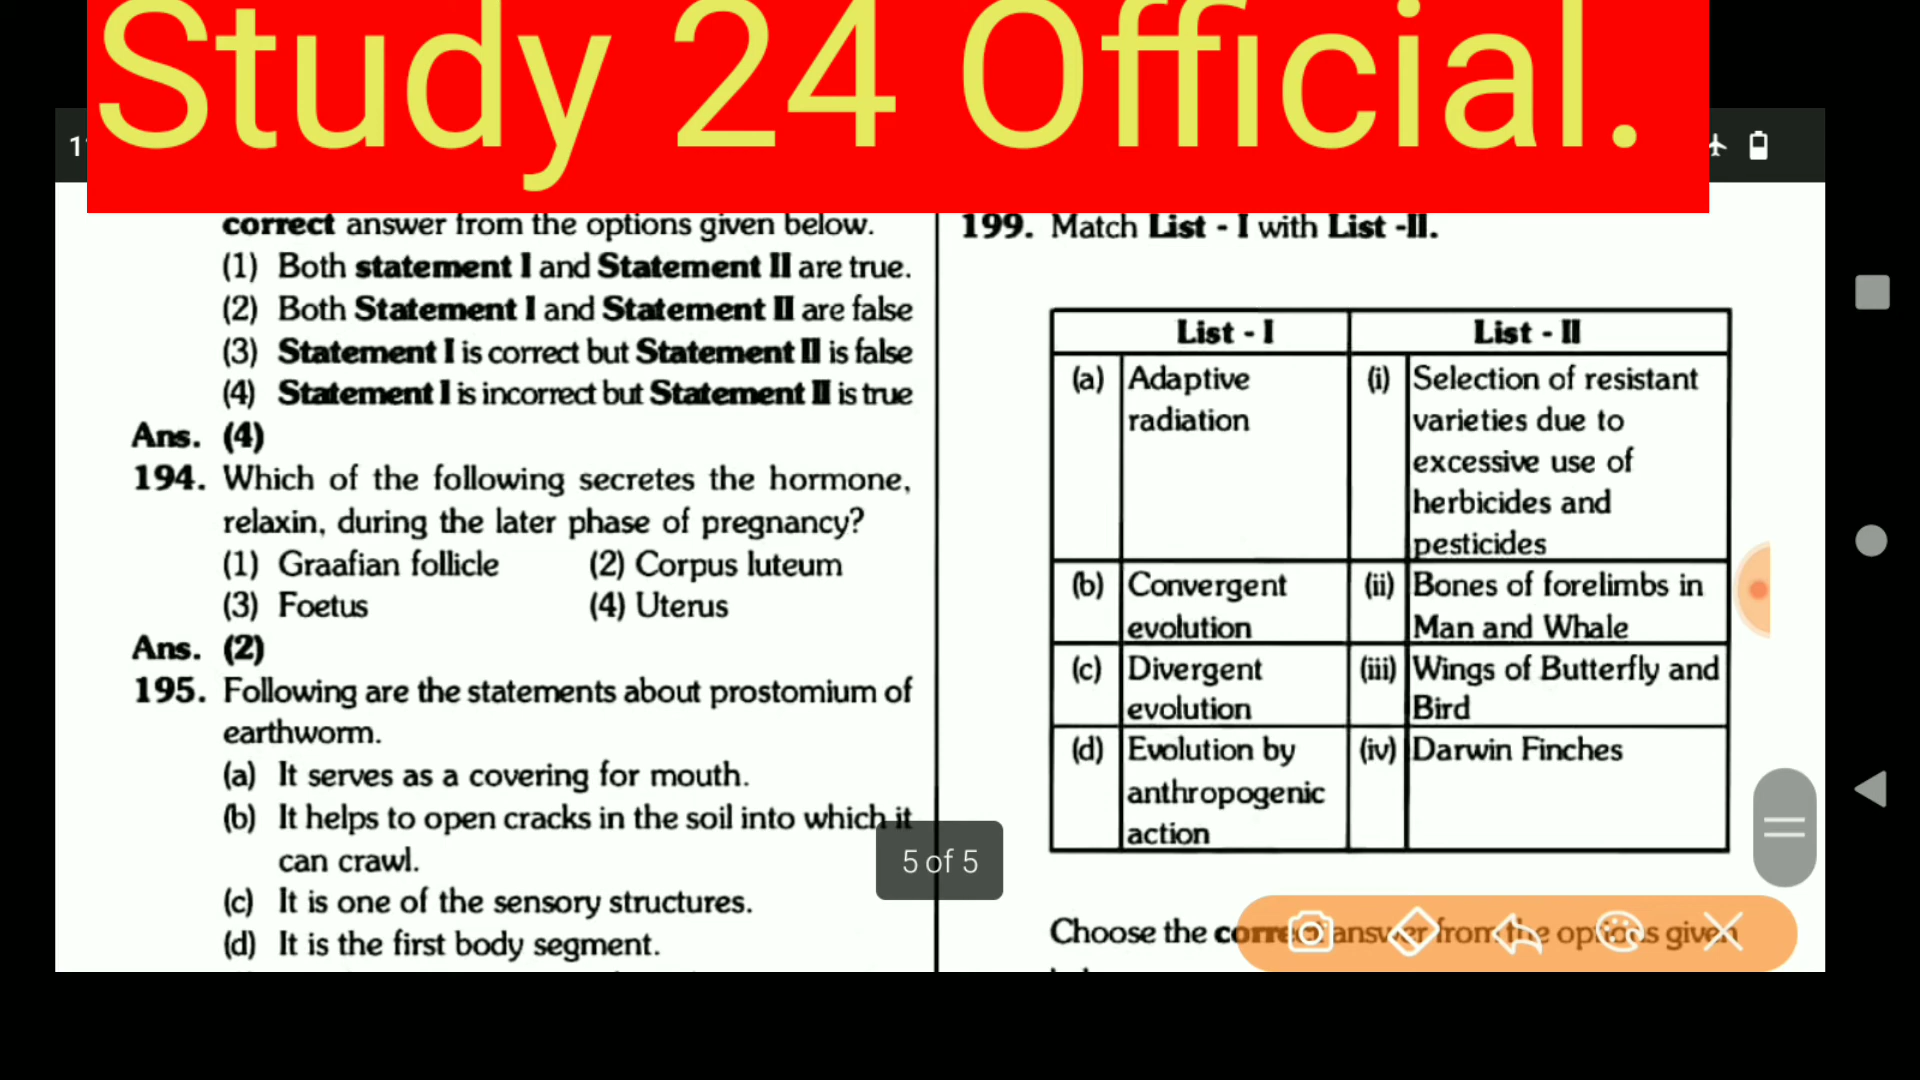 Study 24 Official.
correct answer from the options given below.
(1) Both statement I and Statement II are true.
(2) Both Statement I and Statement II are false
(3) Statement I is correct but Statement II is false
(4) Statement I is incorrect but Statement II is true
Ans. (4)
194. Which of the following secretes the hormone,
relaxin, during the later phase of pregnancy?
(1) Graafian follicle (2) Corpus luteum
(3) Foetus (4) Uterus
Ans. (2)
195. Following are the statements about prostomium of
earthworm.
(a) It serves as a covering for mouth.
(b) It helps to open cracks in the soil into which it
can crawl.
(c) It is one of the sensory structures.
(d) It is the first body segment.
5 of 5
199. Match List - I with List -II.
List - I List - II
(a) Adaptive (i) Selection of resistant
radiation varieties due to
excessive use of
herbicides and
pesticides
(b) Convergent (ii) Bones of forelimbs in
evolution Man and Whale
(c) Divergent (iii) Wings of Butterfly and
evolution Bird
(d) Evolution by (iv) Darwin Finches
anthropogenic
action
Choose the correct answer from the options given